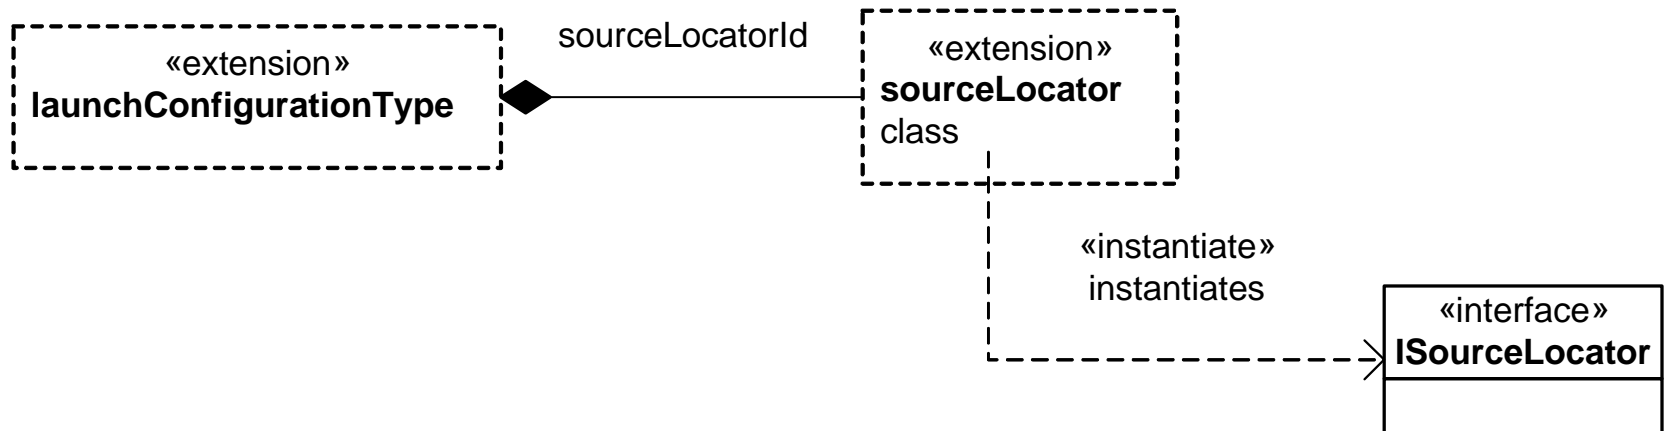 «extension»
launchConfigurationType
sourceLocatorId
«extension»
sourceLocator
class
«instantiate»
instantiates
«interface»
ISourceLocator